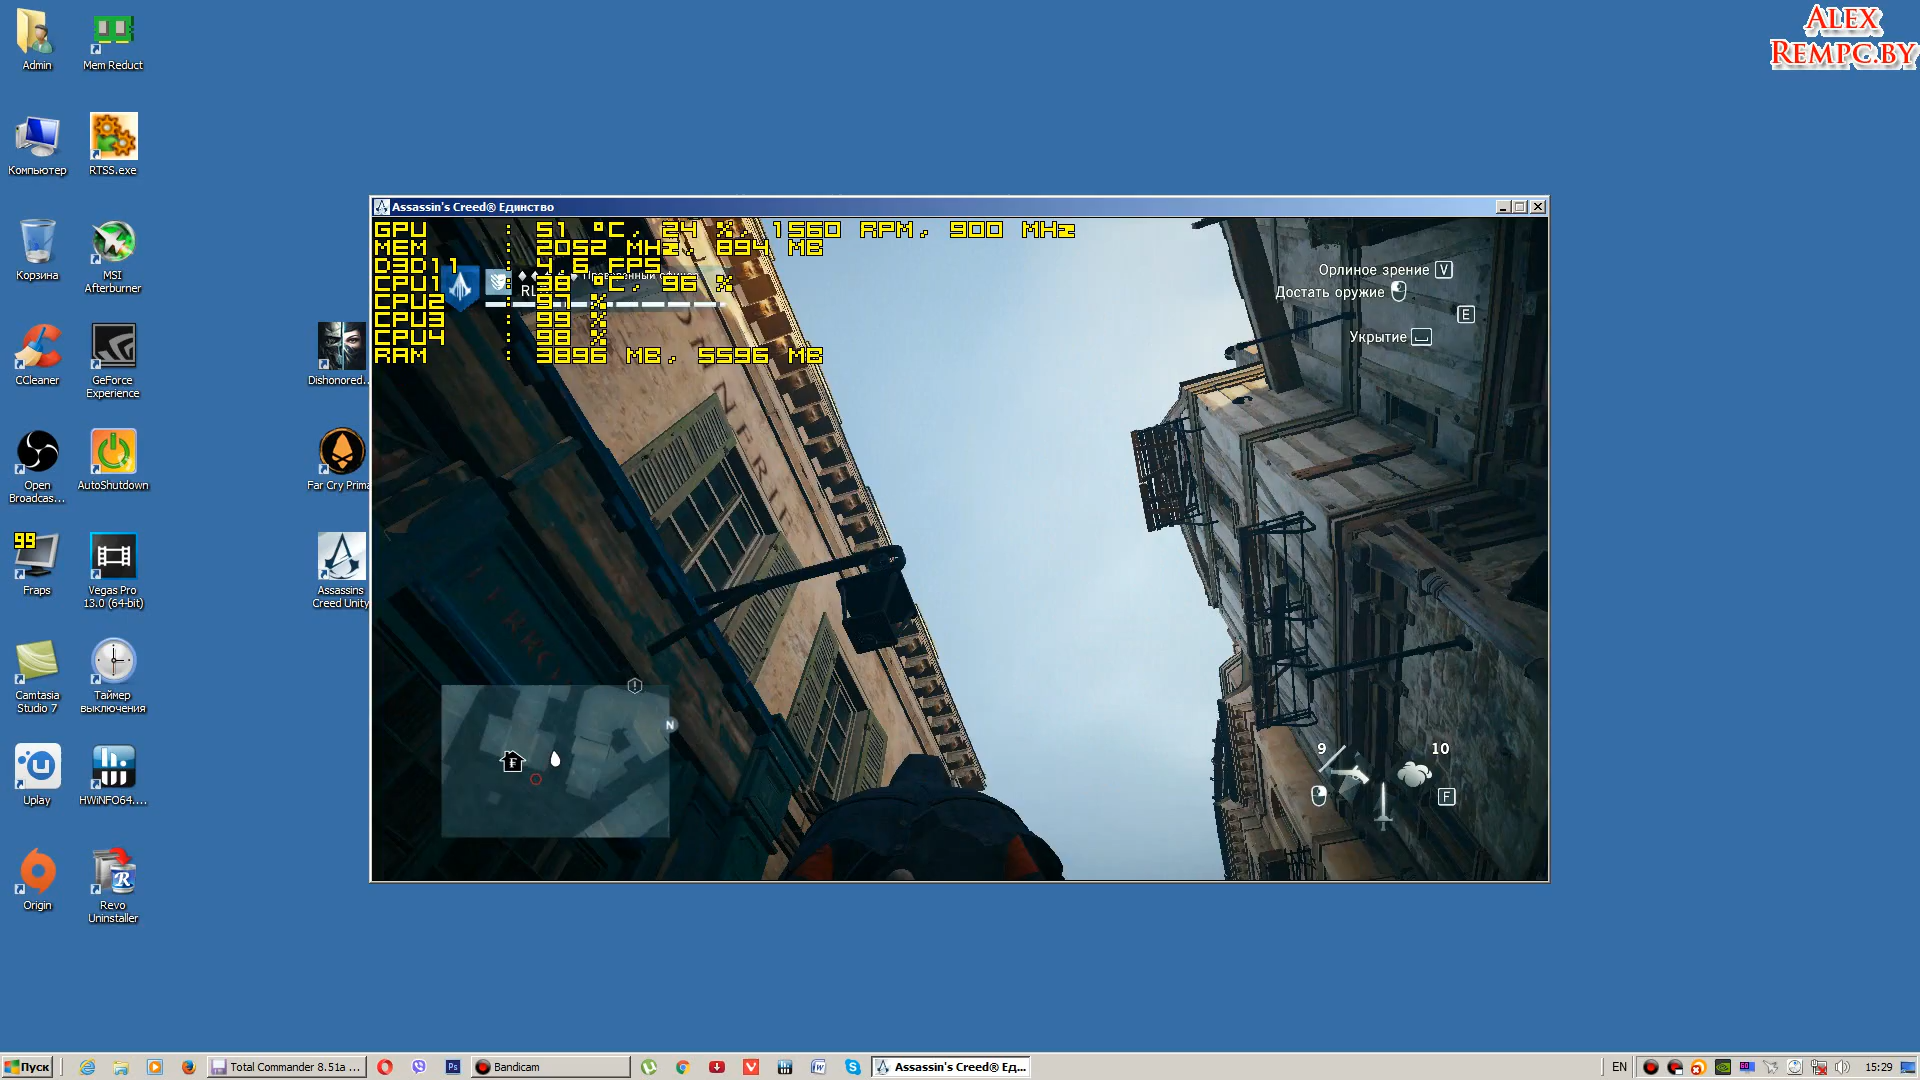 Admin
Mem Reduct
ALEX
REMPC.BY
Компьютер
RTSS.exe
Корзина
MSI
Afterburner
CCleaner
GeForce
Experience
Dishonored...
Open
Broadcas...
AutoShutdown
Far Cry Prima
99
Fraps
Vegas Pro
13.0 (64-bit)
Assassins
Creed Unity
Camtasia
Studio 7
Таймер
выключения
Uplay
HWiNFO64....
Origin
Revo
Uninstaller
Assassin's Creed® Единство
GPU : 51 °C, 24 %, 1560 RPM, 900 MHz
MEM : 2052 MHz, 894 MB
D3D11 : 4.6 FPS
CPU1 : 38 °C, 96 %
CPU2 : 97 %
CPU3 : 99 %
CPU4 : 98 %
RAM : 3896 MB, 5596 MB
Орлиное зрение V
Достать оружие
E
Укрытие
N
9
10
F
Пуск
Total Commander 8.51a ...
Ps
Bandicam
Assassin's Creed® Ед...
EN
15:29